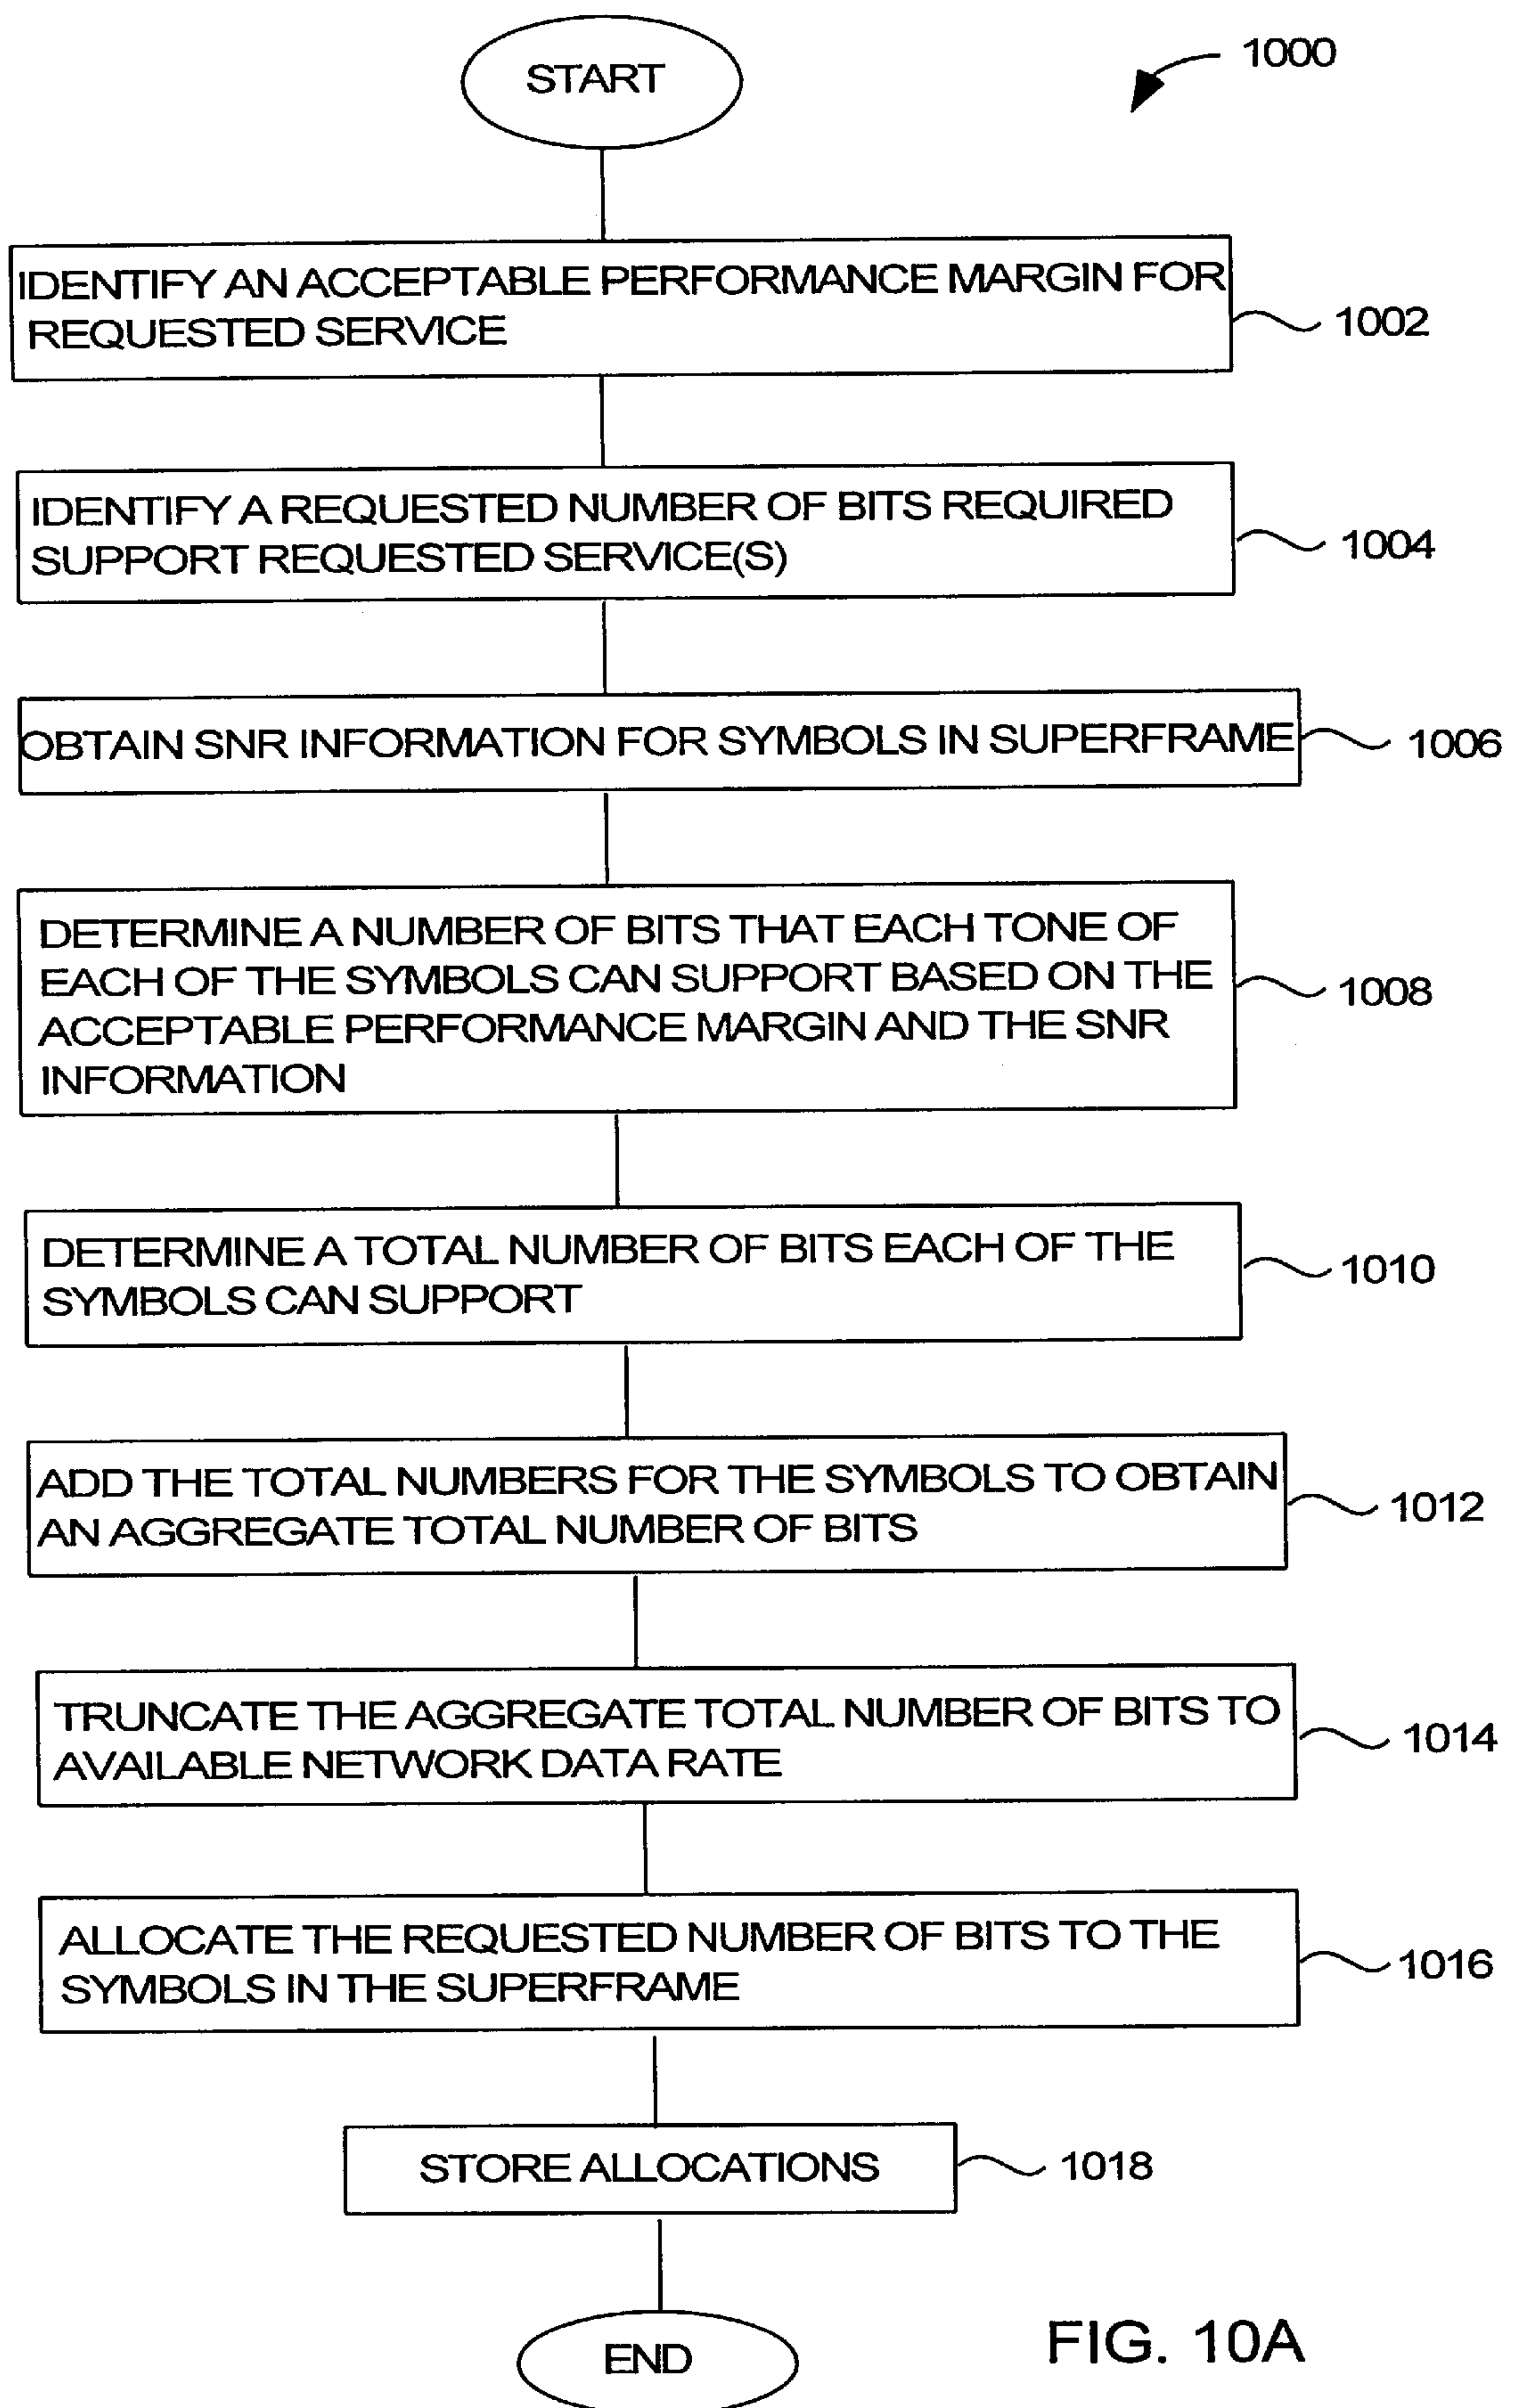 START
1000
IDENTIFY AN ACCEPTABLE PERFORMANCE MARGIN FOR
REQUESTED SERVICE
1002
IDENTIFY A REQUESTED NUMBER OF BITS REQUIRED
SUPPORT REQUESTED SERVICE(S)
1004
OBTAIN SNR INFORMATION FOR SYMBOLS IN SUPERFRAME
1006
DETERMINE A NUMBER OF BITS THAT EACH TONE OF
EACH OF THE SYMBOLS CAN SUPPORT BASED ON THE
ACCEPTABLE PERFORMANCE MARGIN AND THE SNR
INFORMATION
1008
DETERMINE A TOTAL NUMBER OF BITS EACH OF THE
SYMBOLS CAN SUPPORT
1010
ADD THE TOTAL NUMBERS FOR THE SYMBOLS TO OBTAIN
AN AGGREGATE TOTAL NUMBER OF BITS
1012
TRUNCATE THE AGGREGATE TOTAL NUMBER OF BITS TO
AVAILABLE NETWORK DATA RATE
1014
ALLOCATE THE REQUESTED NUMBER OF BITS TO THE
SYMBOLS IN THE SUPERFRAME
1016
STORE ALLOCATIONS
1018
END
FIG. 10A